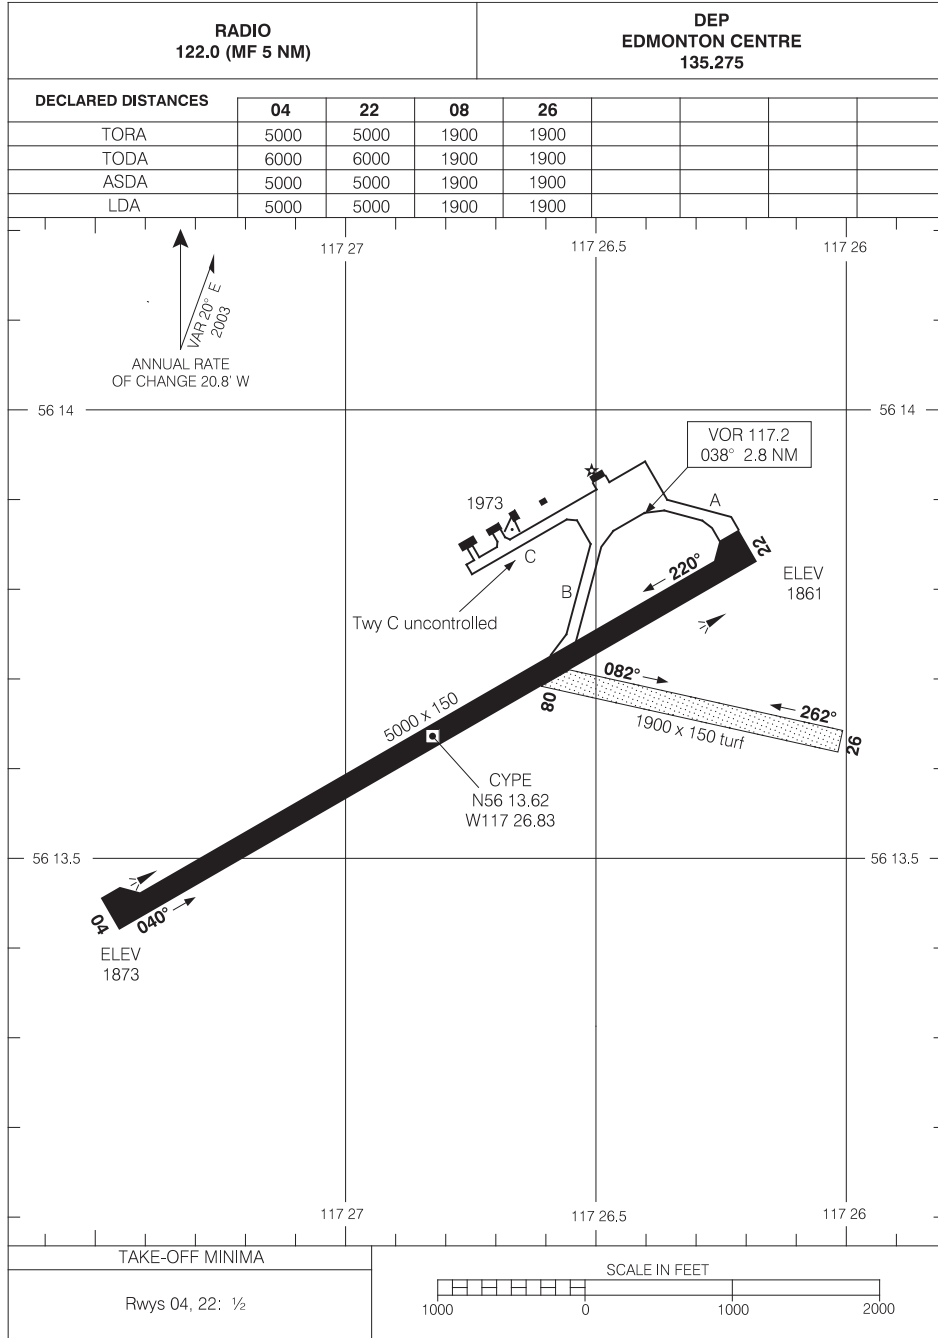 RADIO
122.0 (MF 5 NM)
DEP
EDMONTON CENTRE
135.275
DECLARED DISTANCES 04 22 08 26
TORA 5000 5000 1900 1900
TODA 6000 6000 1900 1900
ASDA 5000 5000 1900 1900
LDA 5000 5000 1900 1900
117 27 117 26.5 117 26
VAR 20° E
2003
ANNUAL RATE
OF CHANGE 20.8' W
56 14 56 14
VOR 117.2
038° 2.8 NM
1973
A
C
22
220°
ELEV
1861
B
Twy C uncontrolled
082°
262°
08
1900 x 150 turf
26
5000 x 150
CYPE
N56 13.62
W117 26.83
56 13.5 56 13.5
04
040°
ELEV
1873
117 27 117 26.5 117 26
TAKE-OFF MINIMA
Rwys 04, 22: ½
SCALE IN FEET
1000 0 1000 2000